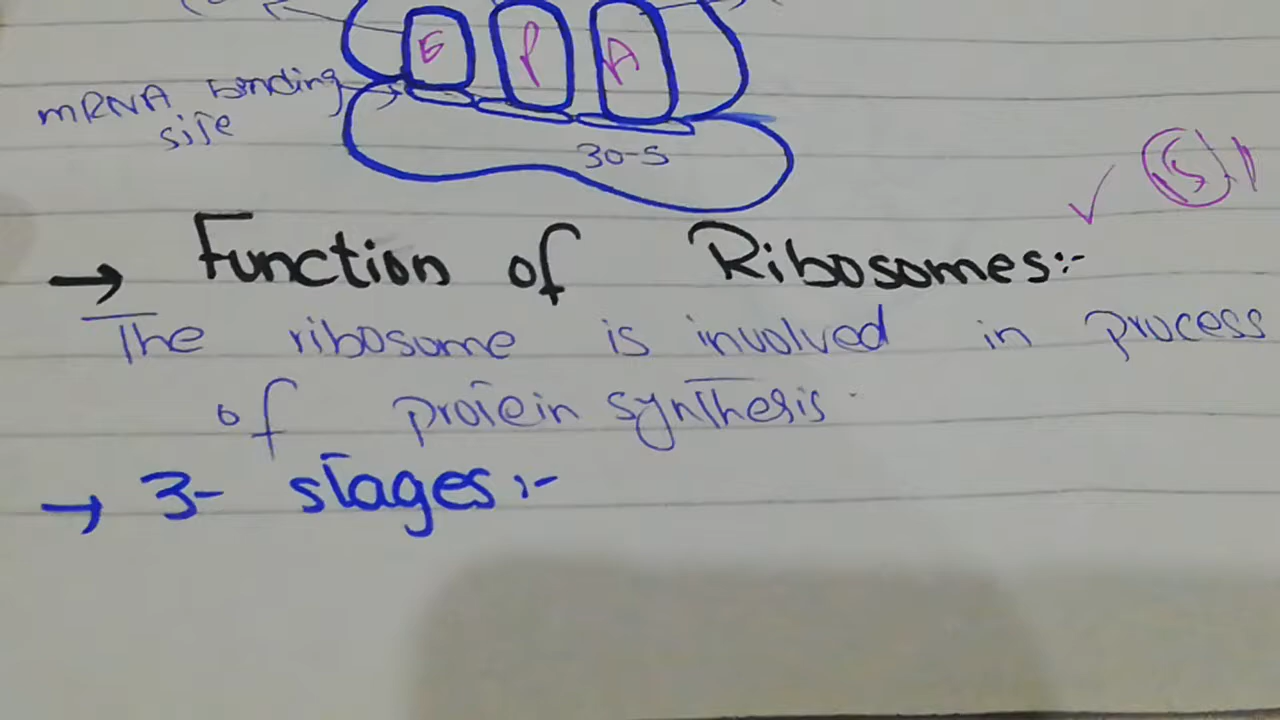 E P A
mRNA binding
site
30-S
→ Function of Ribosomes:-
The ribosome is involved in process
of protein synthesis.
→ 3- stages:-